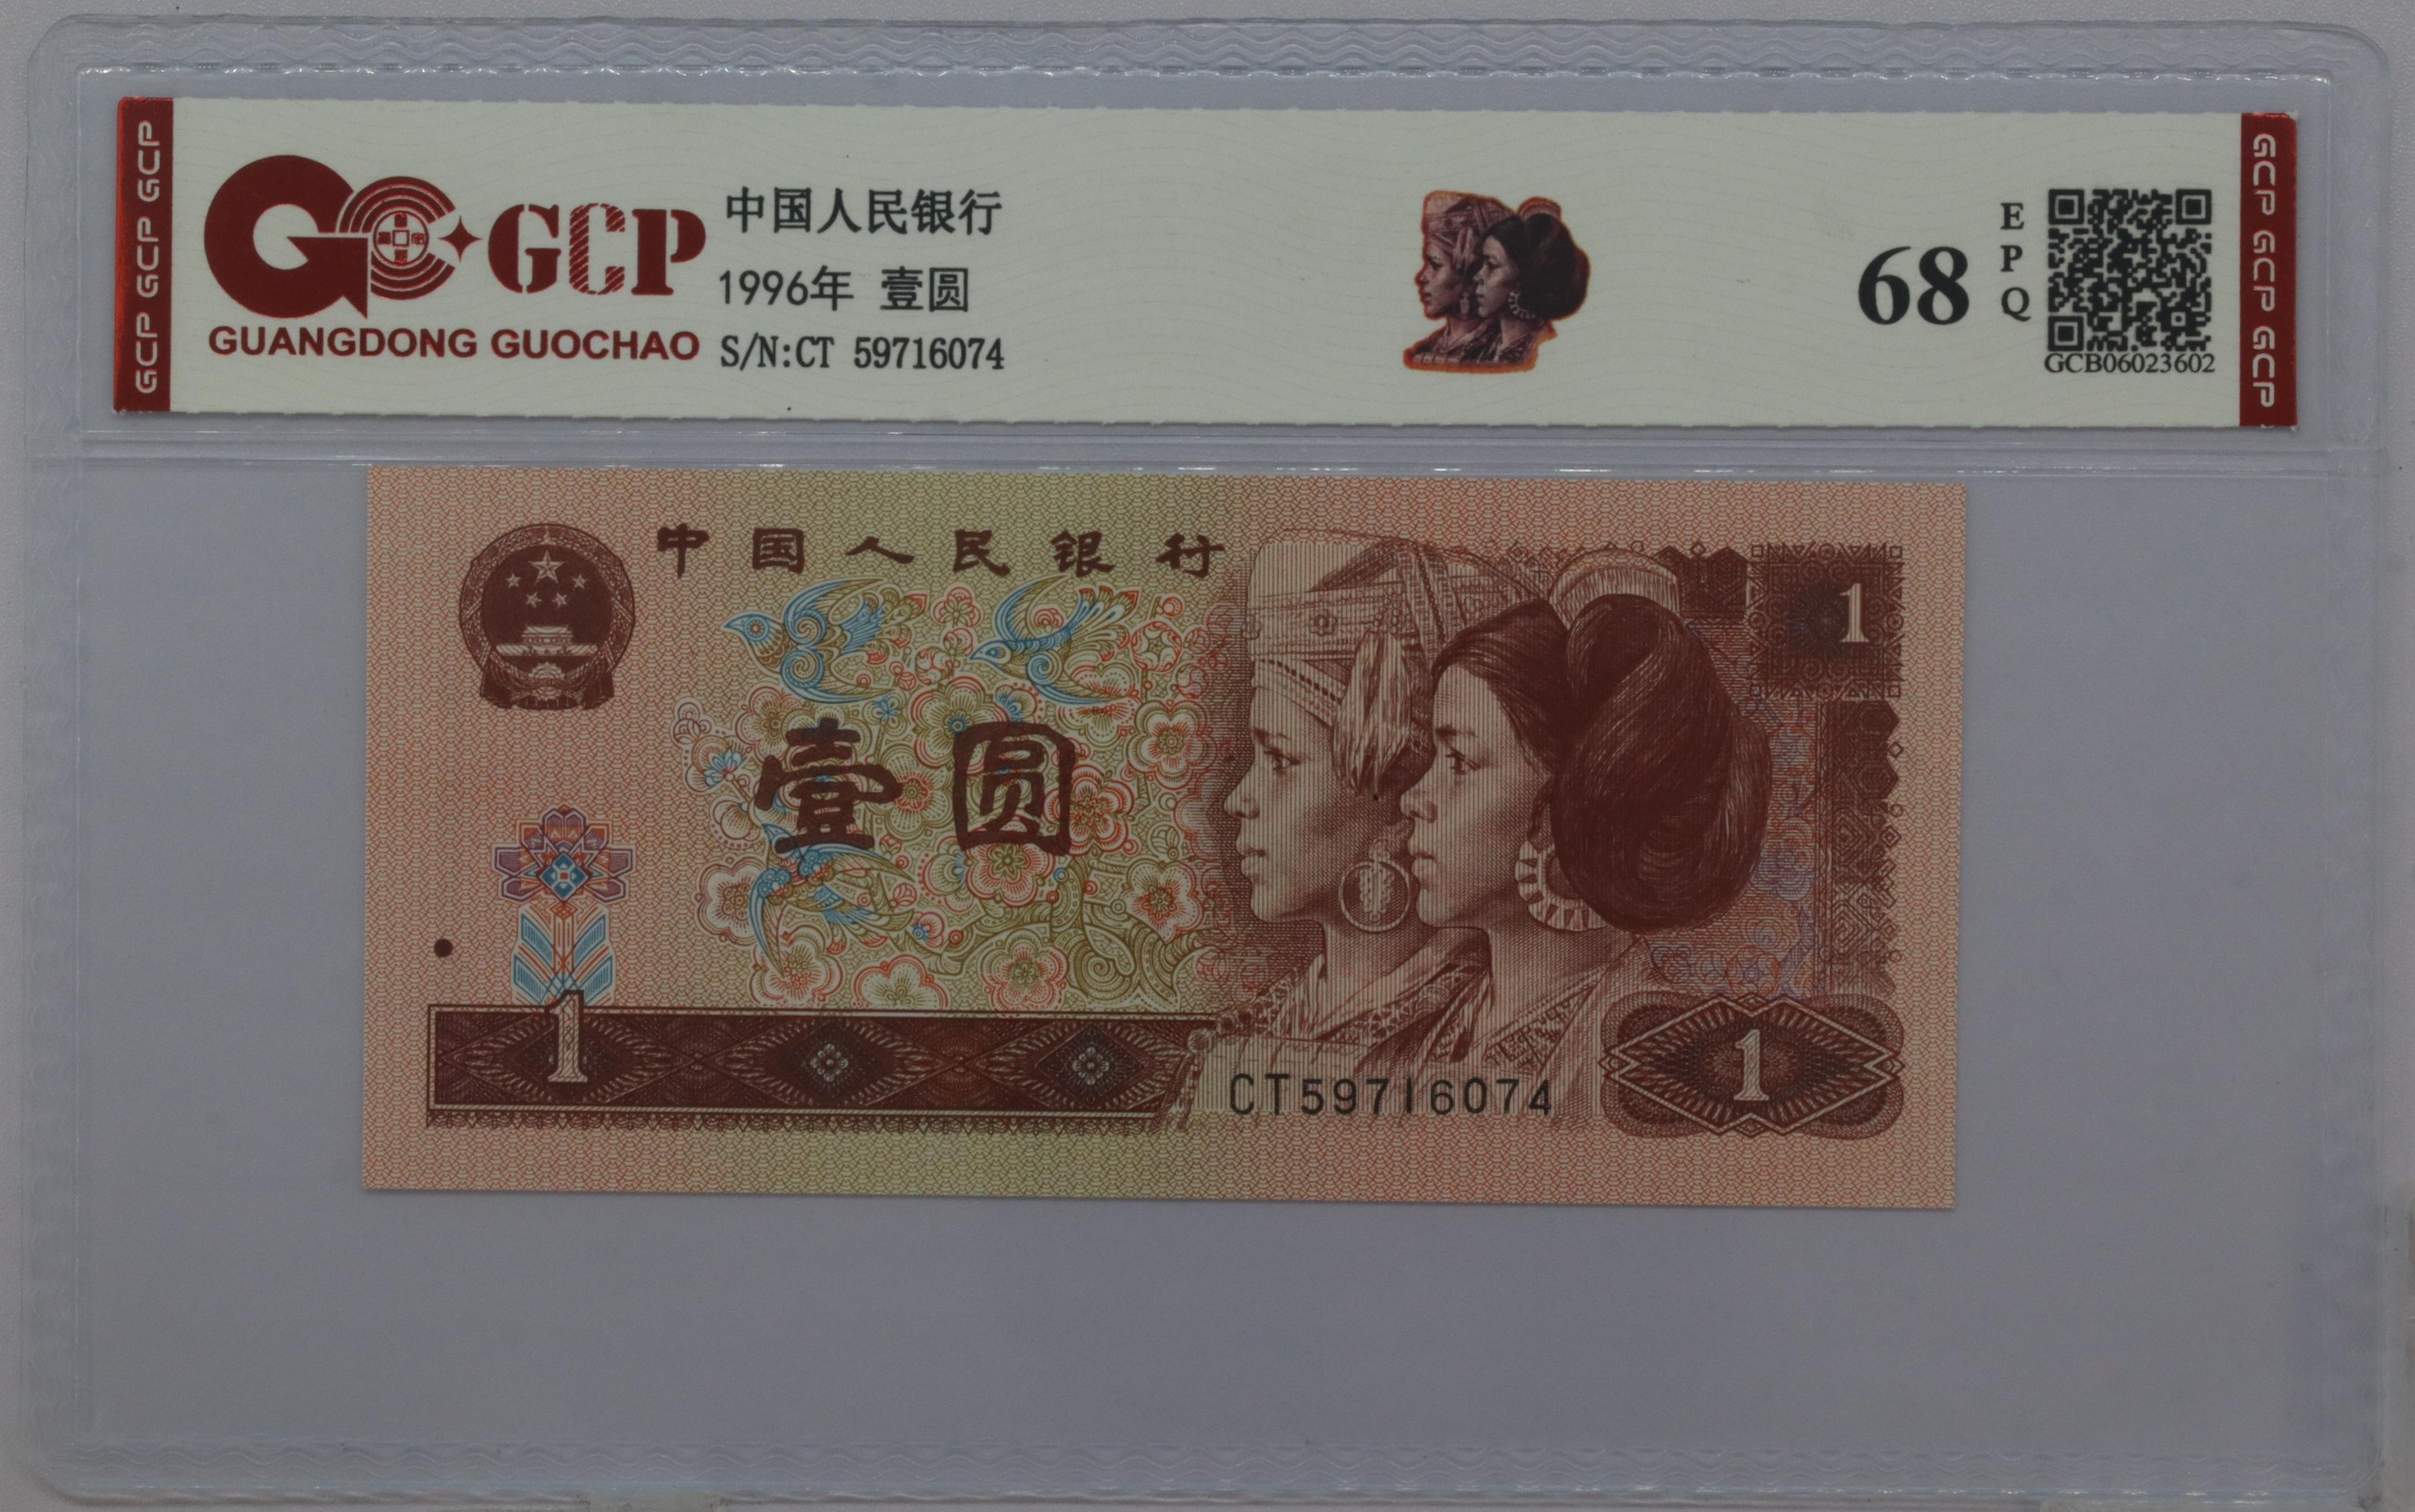 GCP GCP GCP
GCP
GUANGDONG GUOCHAO
中国人民银行
1996年 壹圆
S/N:CT 59716074
68
EPQ
GCB06023602
GCP GCP GCP
中国人民银行
1
壹圆
1
CT59716074
1